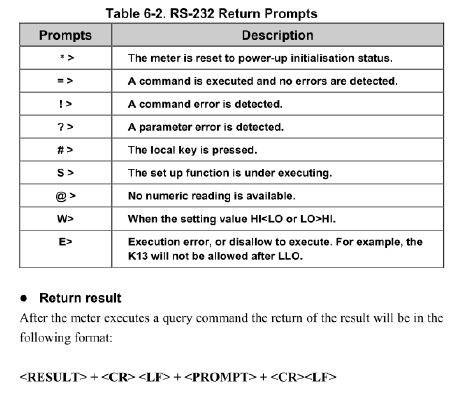 Table 6-2. RS-232 Return Prompts
Prompts Description
* > The meter is reset to power-up initialisation status.
= > A command is executed and no errors are detected.
! > A command error is detected.
? > A parameter error is detected.
# > The local key is pressed.
S > The set up function is under executing.
@ > No numeric reading is available.
W> When the setting value HI<LO or LO>HI.
E> Execution error, or disallow to execute. For example, the
K13 will not be allowed after LLO.
● Return result
After the meter executes a query command the return of the result will be in the
following format:
<RESULT> + <CR> <LF> + <PROMPT> + <CR><LF>